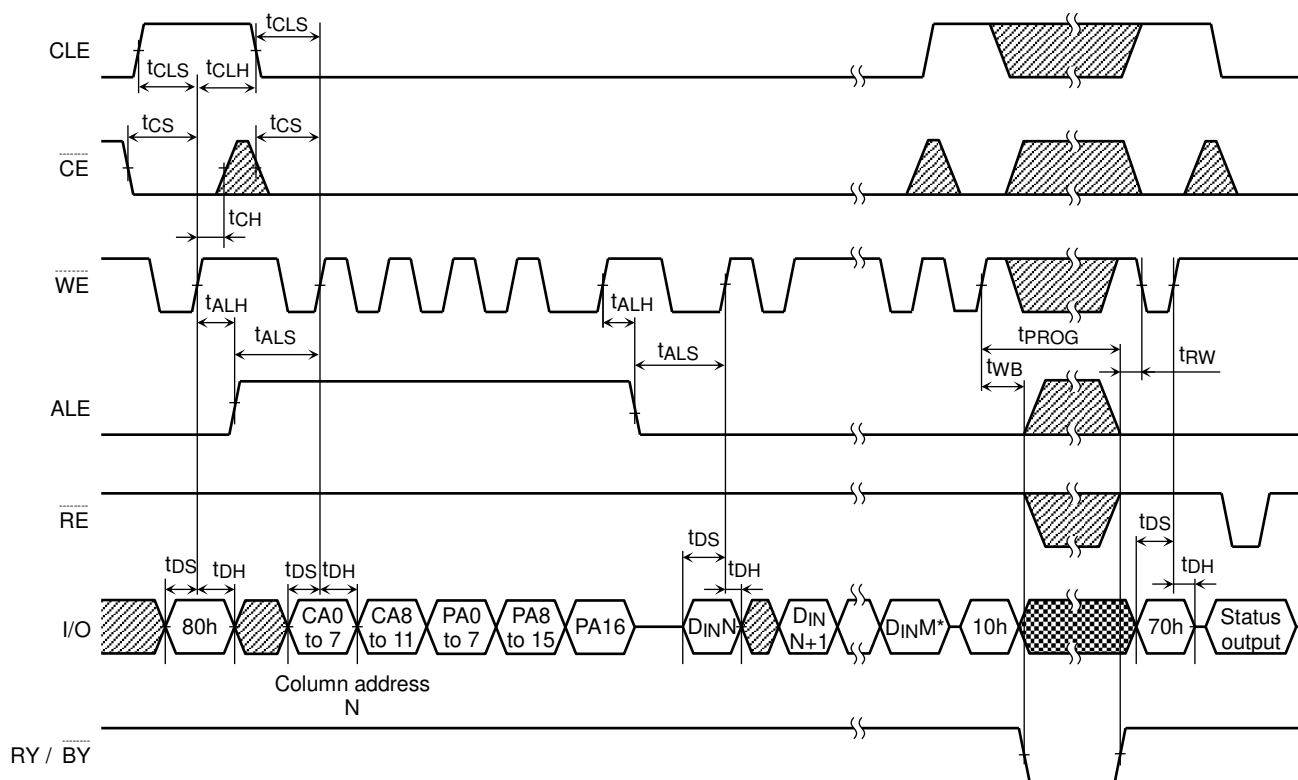 CLE
tCLS
tCLS tCLH
CE
tCS tCS
tCH
WE
tALH tALH
tALS tALS
tPROG
tWB tRW
ALE
RE
tDS tDH tDS tDH tDS tDH tDS tDH
I/O
80h
CA0 to 7
CA8 to 11
PA0 to 7
PA8 to 15
PA16
DINN
DIN N+1
DINM*
10h
70h
Status output
Column address
N
RY / BY